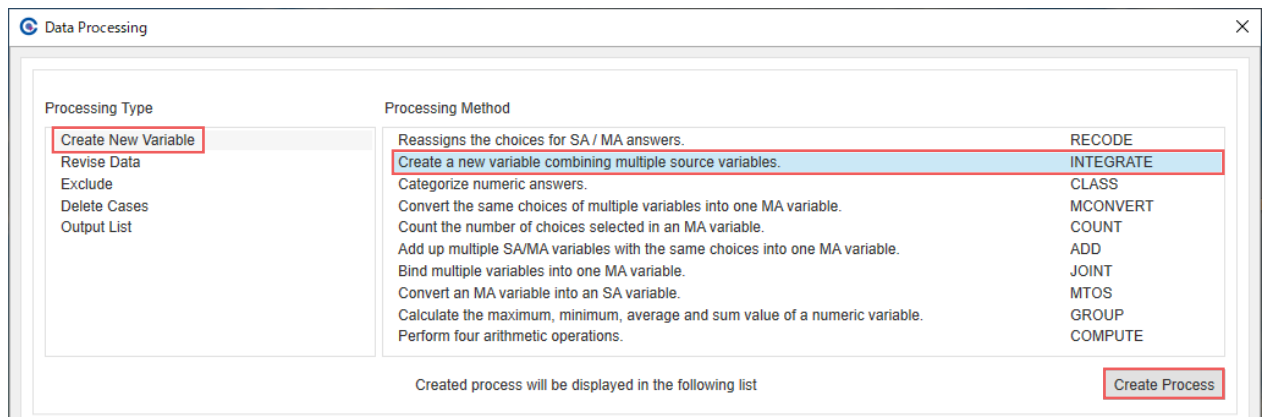 Data Processing
Processing Type
Processing Method
Create New Variable
Reassigns the choices for SA / MA answers. RECODE
Revise Data
Create a new variable combining multiple source variables. INTEGRATE
Exclude
Categorize numeric answers. CLASS
Delete Cases
Convert the same choices of multiple variables into one MA variable. MCONVERT
Output List
Count the number of choices selected in an MA variable. COUNT
Add up multiple SA/MA variables with the same choices into one MA variable. ADD
Bind multiple variables into one MA variable. JOINT
Convert an MA variable into an SA variable. MTOS
Calculate the maximum, minimum, average and sum value of a numeric variable. GROUP
Perform four arithmetic operations. COMPUTE
Created process will be displayed in the following list
Create Process